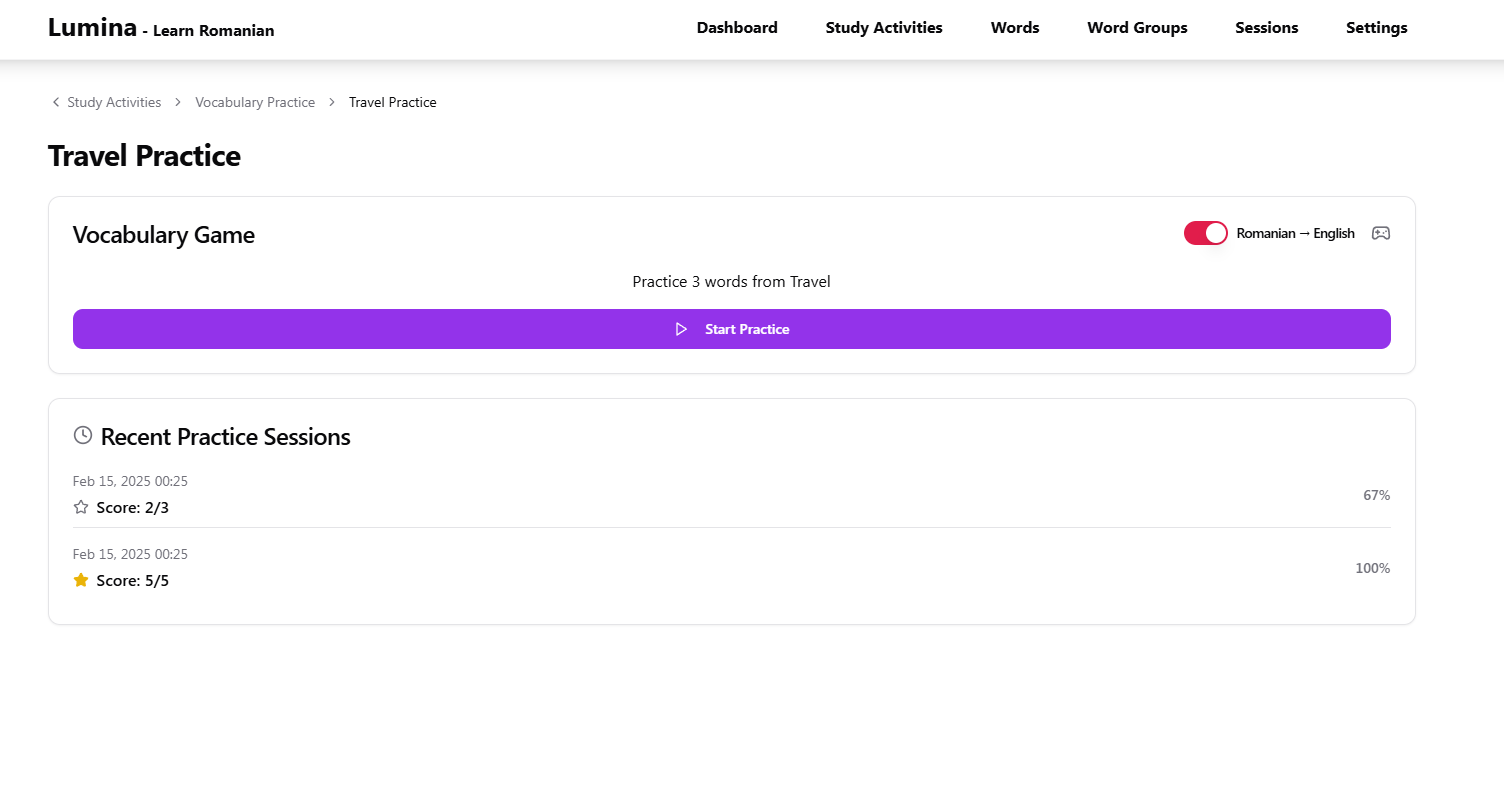 Lumina - Learn Romanian Dashboard Study Activities Words Word Groups Sessions Settings
Study Activities Vocabulary Practice Travel Practice
Travel Practice
Vocabulary Game Romanian → English
Practice 3 words from Travel
Start Practice
Recent Practice Sessions
Feb 15, 2025 00:25
Score: 2/3 67%
Feb 15, 2025 00:25
Score: 5/5 100%